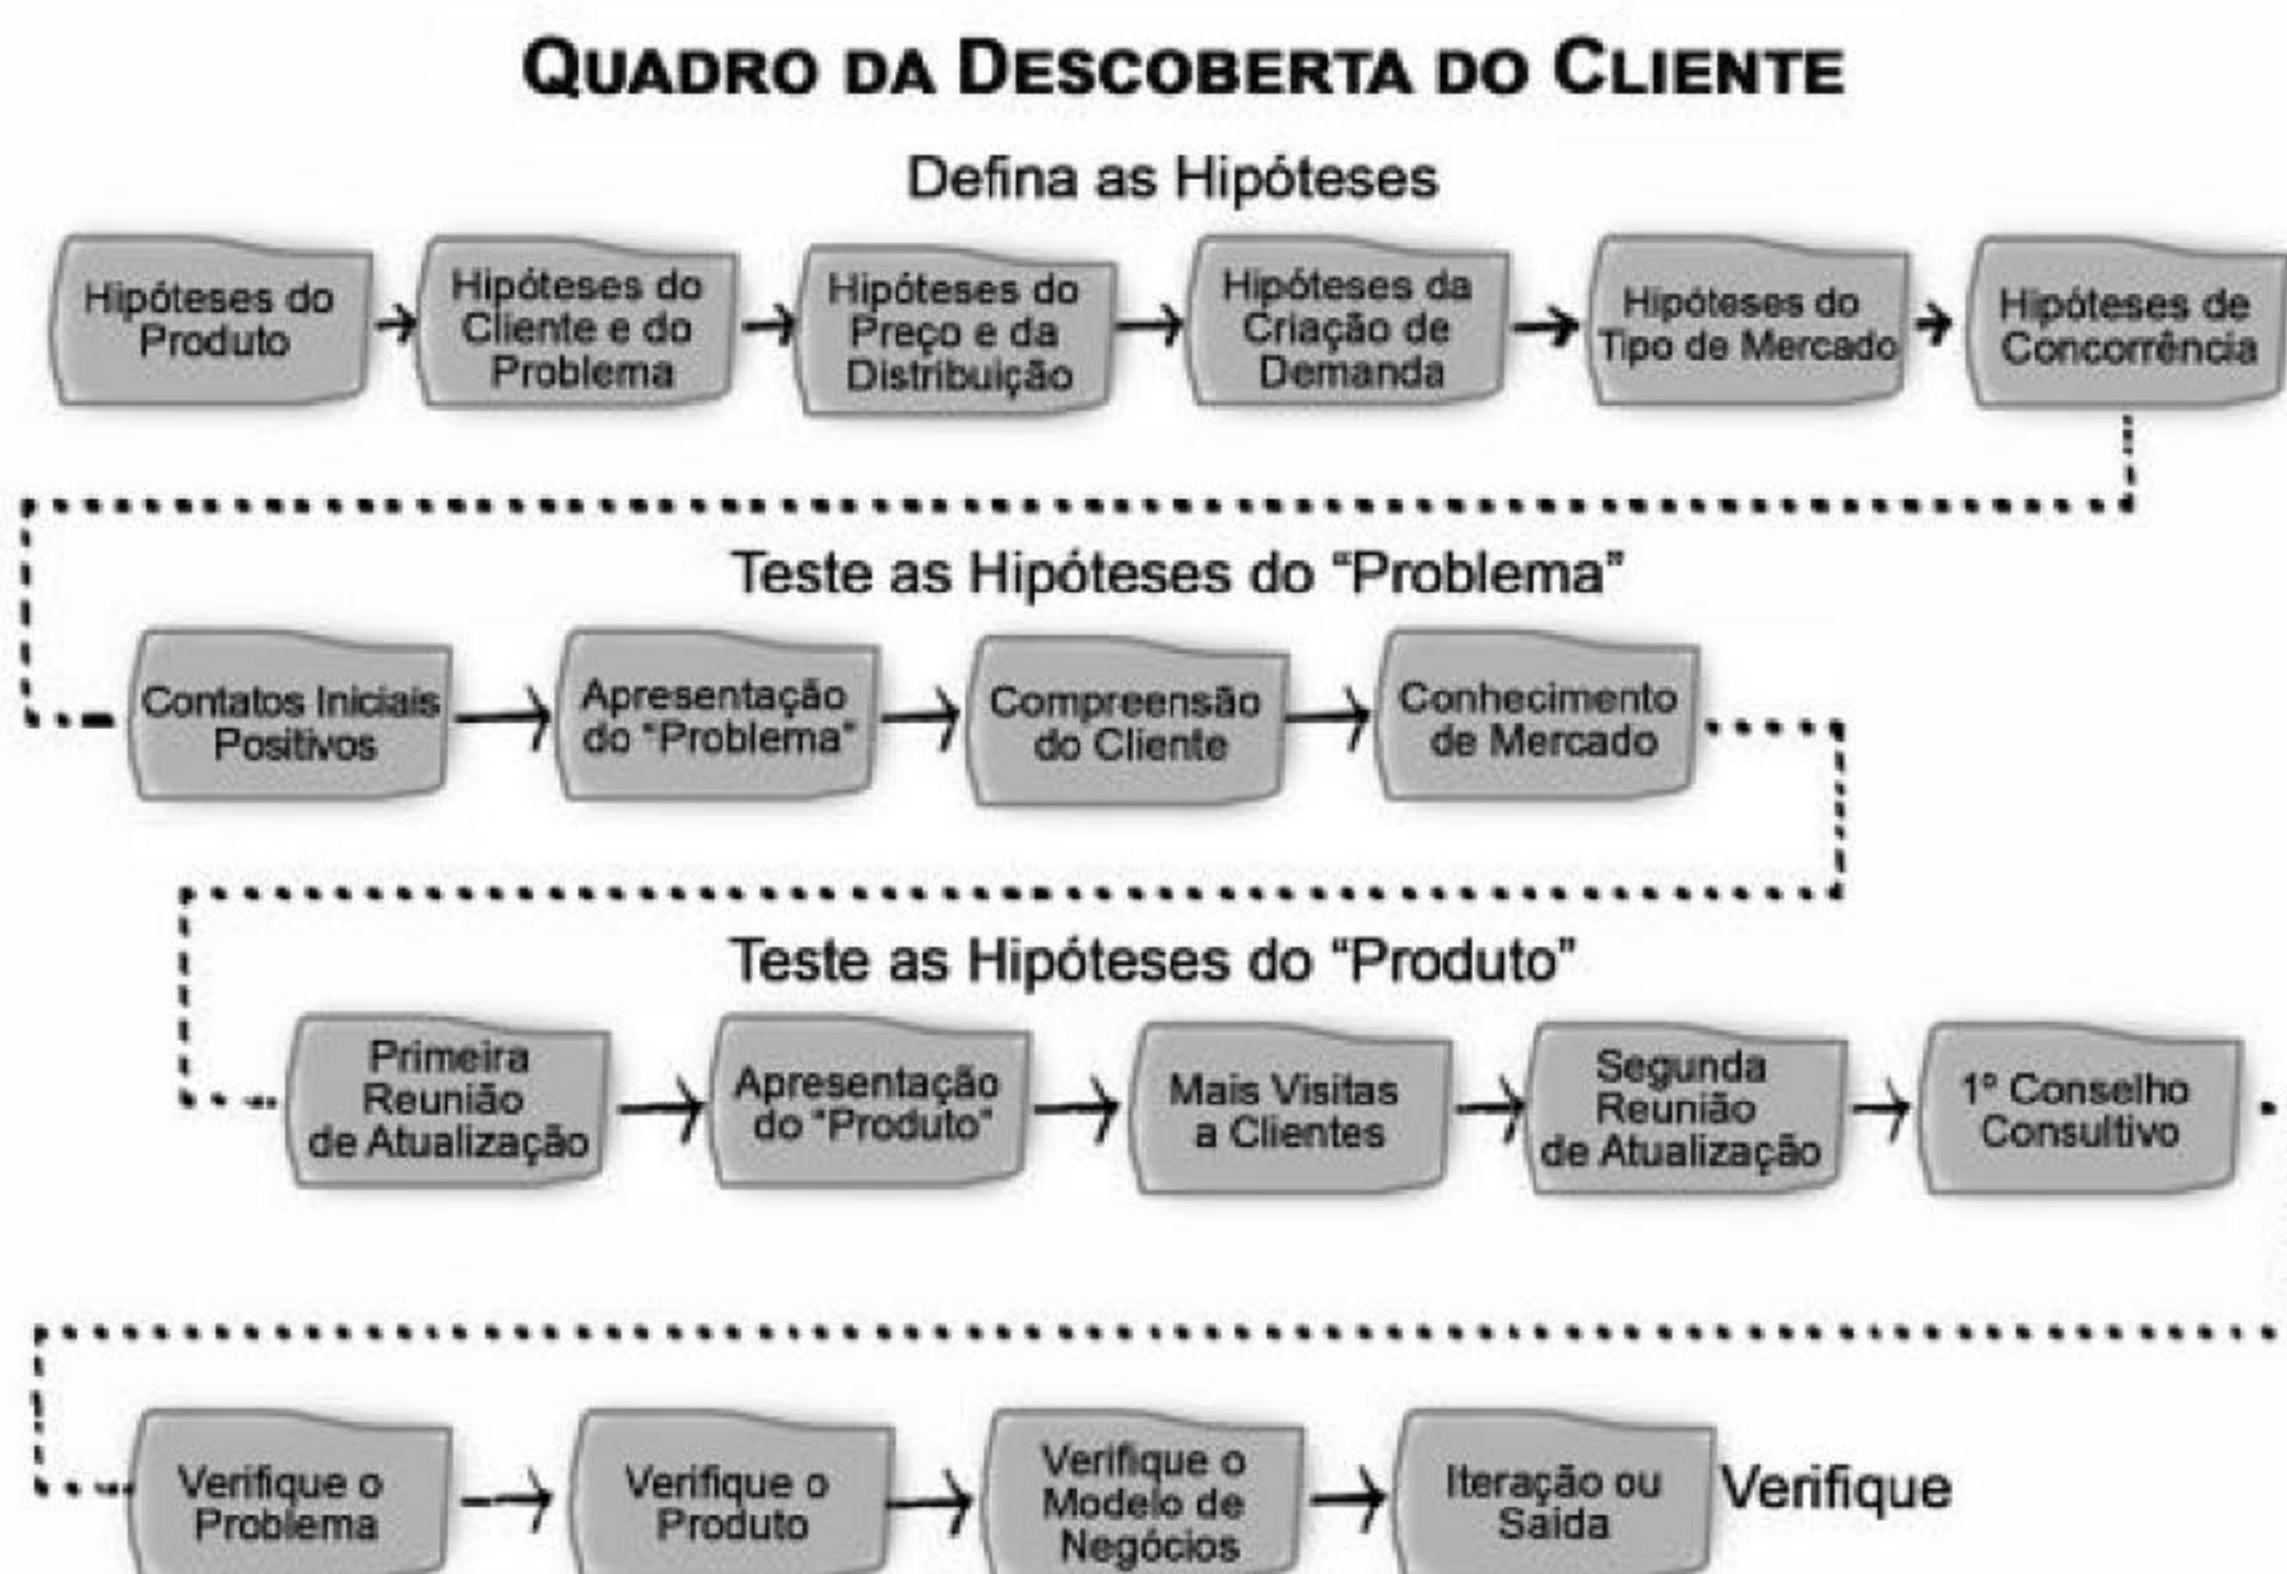 QUADRO DA DESCOBERTA DO CLIENTE
Defina as Hipóteses
Hipóteses do
Produto
Hipóteses do
Cliente e do
Problema
Hipóteses do
Preço e da
Distribuição
Hipóteses da
Criação de
Demanda
Hipóteses do
Tipo de Mercado
Hipóteses de
Concorrência
Teste as Hipóteses do “Problema”
Contatos Iniciais
Positivos
Apresentação
do “Problema”
Compreensão
do Cliente
Conhecimento
de Mercado
Teste as Hipóteses do “Produto”
Primeira
Reunião
de Atualização
Apresentação
do “Produto”
Mais Visitas
a Clientes
Segunda
Reunião
de Atualização
1º Conselho
Consultivo
Verifique o
Problema
Verifique o
Produto
Verifique o
Modelo de
Negócios
Iteração ou
Saída
Verifique